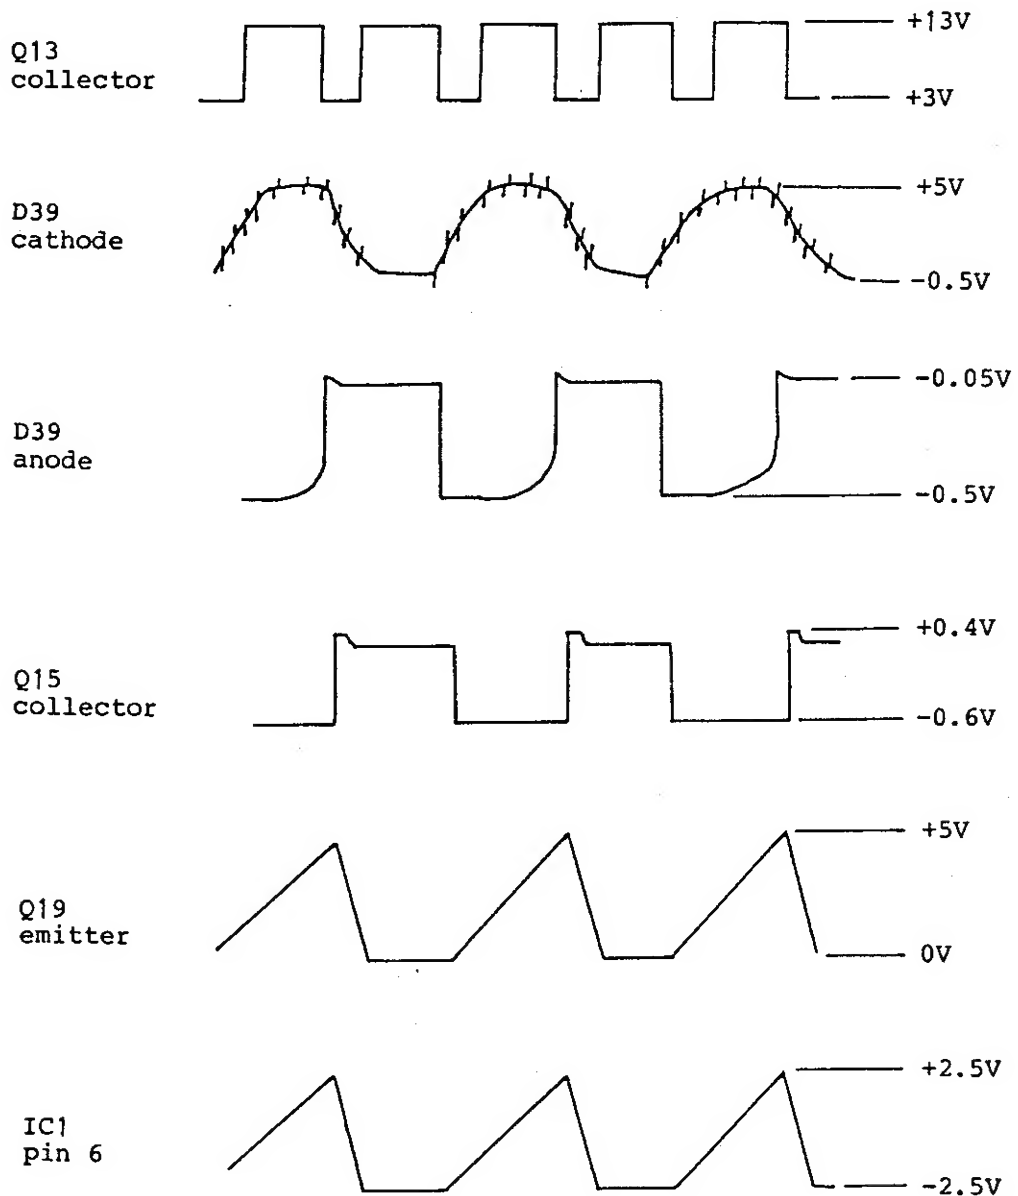 +13V
Q13
collector
+3V
+5V
D39
cathode
-0.5V
-0.05V
D39
anode
-0.5V
+0.4V
Q15
collector
-0.6V
+5V
Q19
emitter
0V
+2.5V
IC1
pin 6
-2.5V